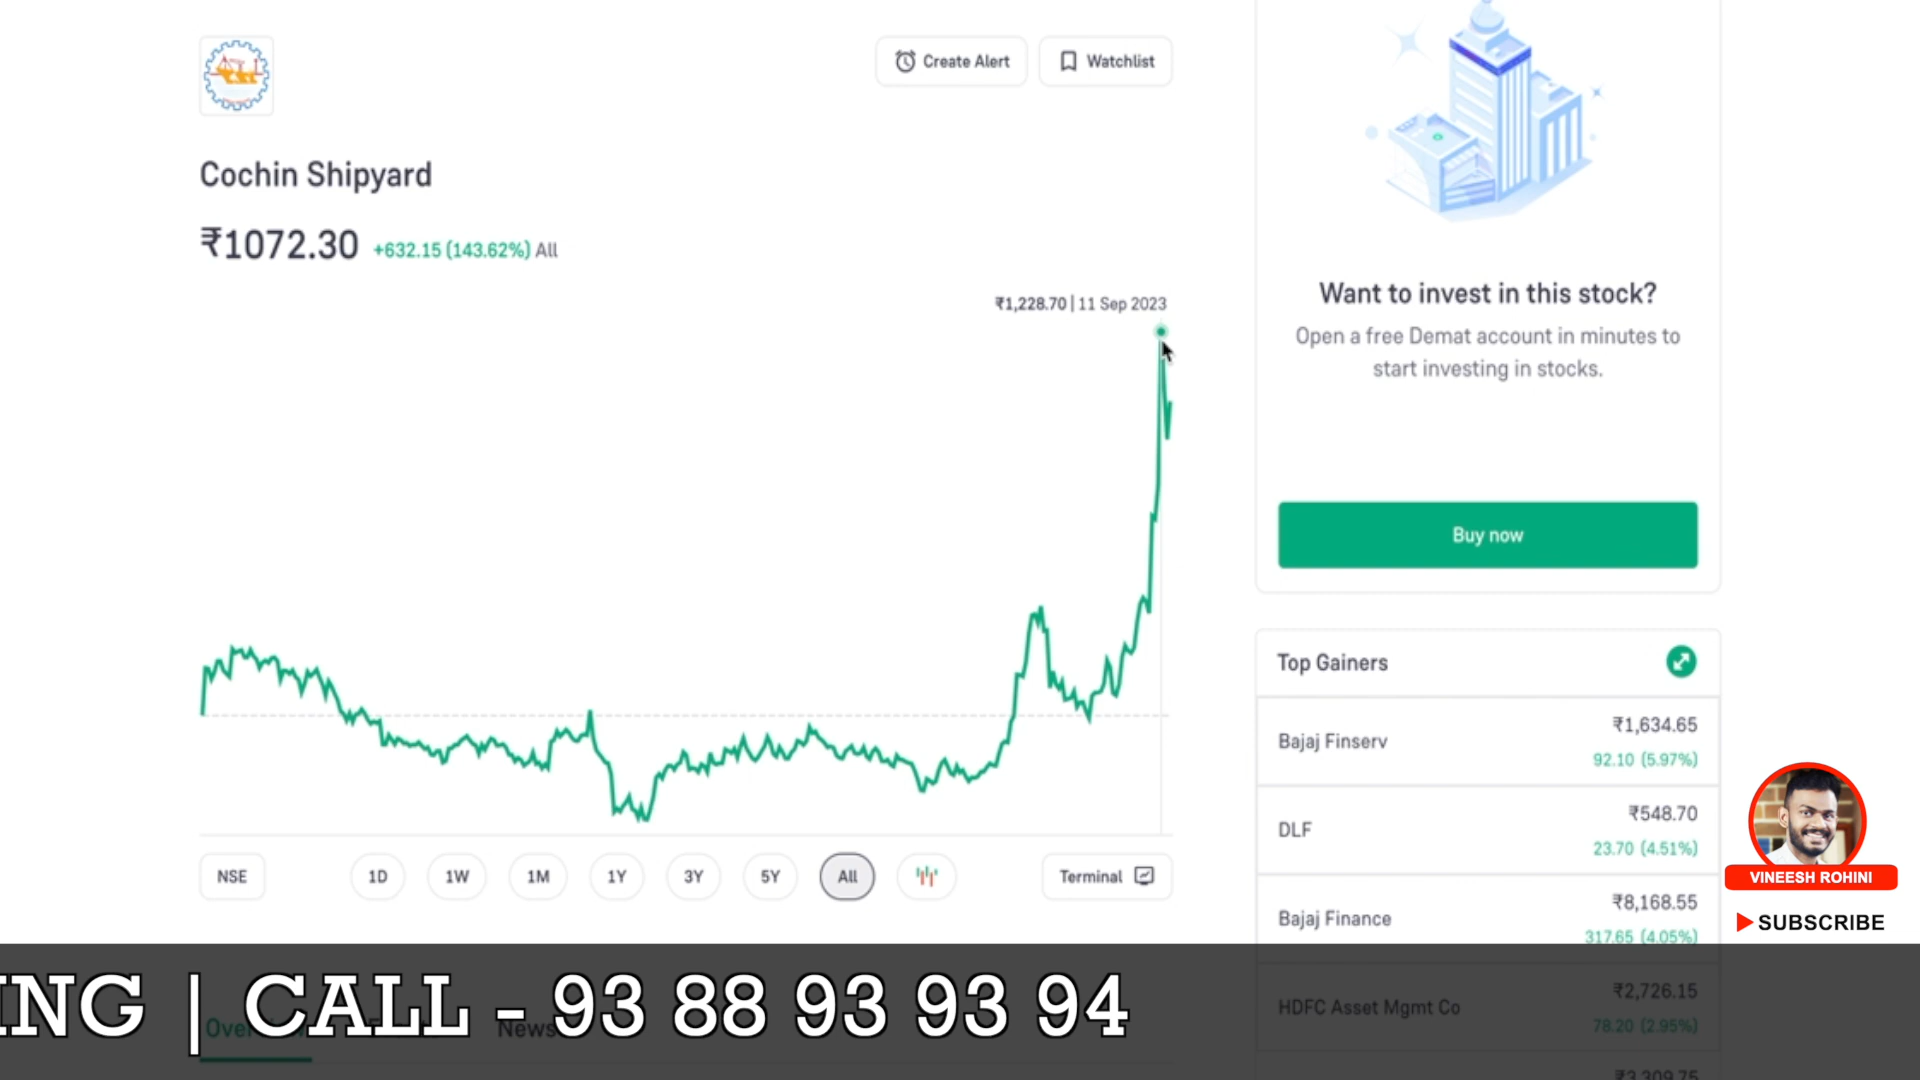 Create Alert
Watchlist
Cochin Shipyard
₹1072.30 +632.15 (143.62%) All
₹1,228.70 | 11 Sep 2023
NSE
1D
1W
1M
1Y
3Y
5Y
All
Terminal
Want to invest in this stock?
Open a free Demat account in minutes to
start investing in stocks.
Buy now
Top Gainers
Bajaj Finserv
₹1,634.65
92.10 (5.97%)
DLF
₹548.70
23.70 (4.51%)
Bajaj Finance
₹8,168.55
317.65 (4.05%)
HDFC Asset Mgmt Co
₹2,726.15
78.20 (2.95%)
₹3,309.75
VINEESH ROHINI
SUBSCRIBE
ING | CALL - 93 88 93 93 94
News